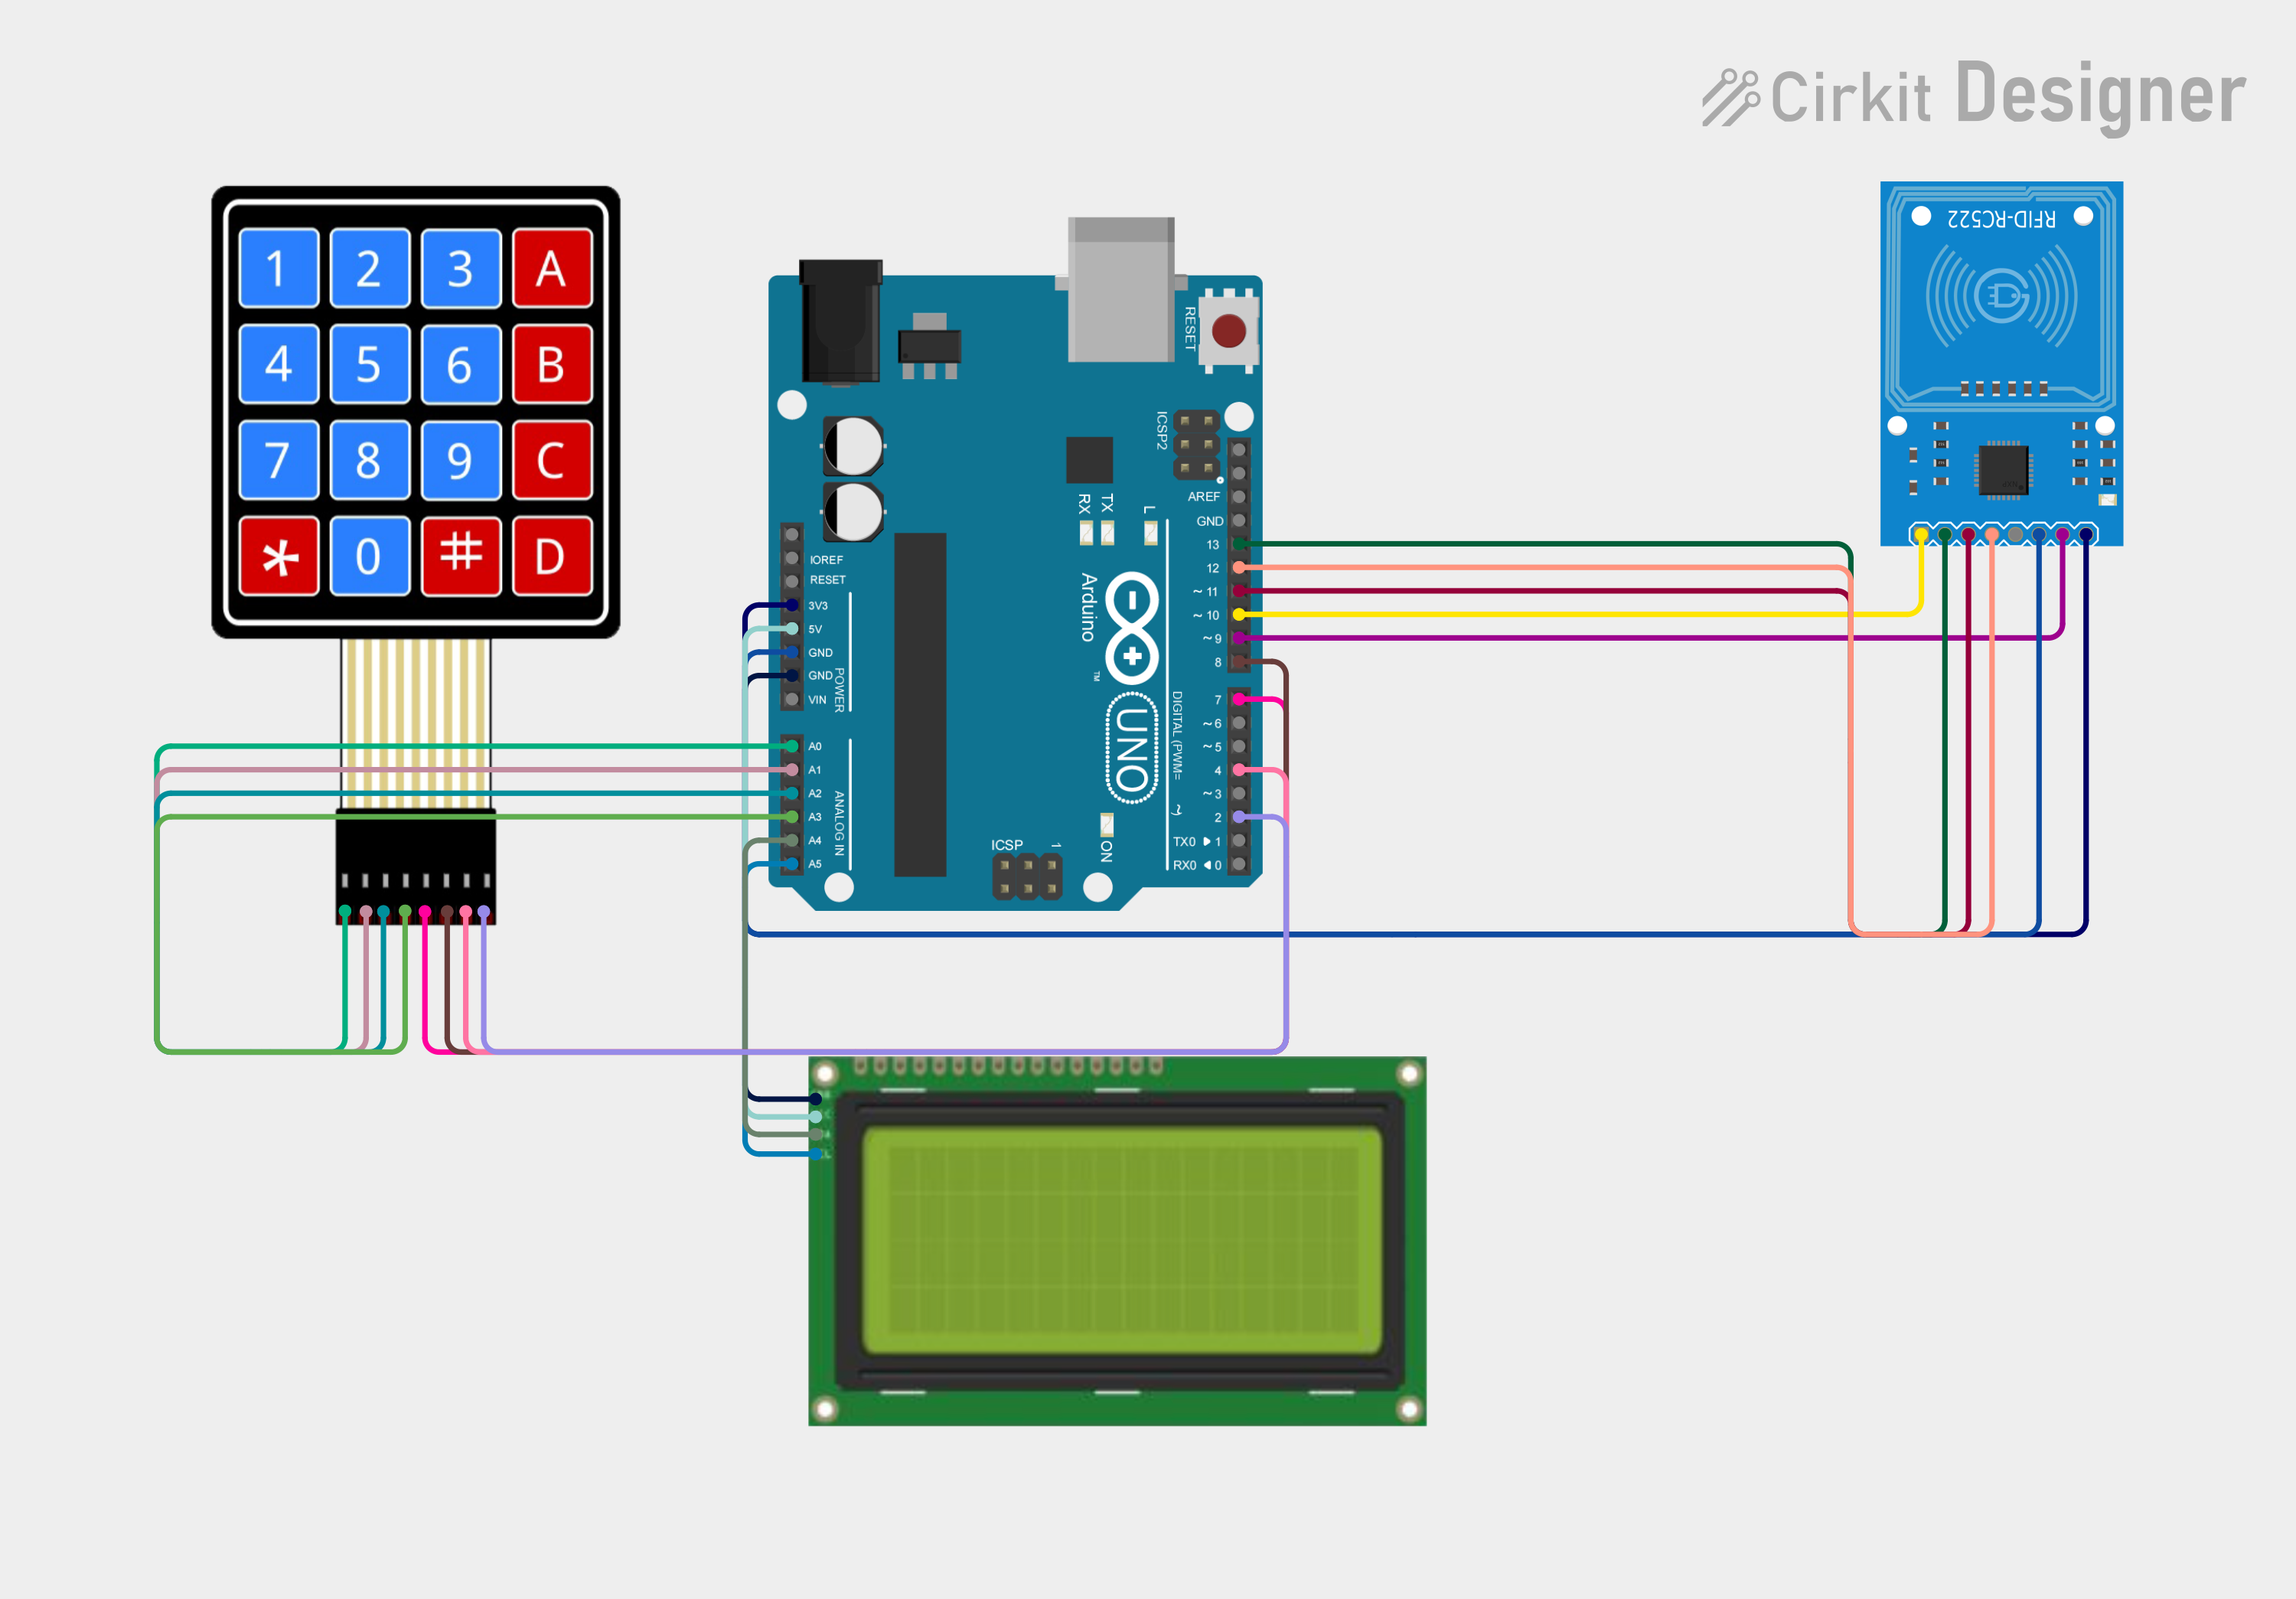 Cirkit Designer
1 2 3 A
4 5 6 B
7 8 9 C
* 0 # D
RESET
ICSP2
AREF
GND
13
12
~ 11
~ 10
~ 9
8
7
~ 6
~ 5
4
~ 3
2
TX0 ▶ 1
RX0 ◀ 0
RX
TX
L
IOREF
RESET
3V3
5V
GND
GND
VIN
POWER
A0
A1
A2
A3
A4
A5
ANALOG IN
Arduino
TM
UNO
DIGITAL (PWM= ~)
ICSP
1
ON
RFID-RC522